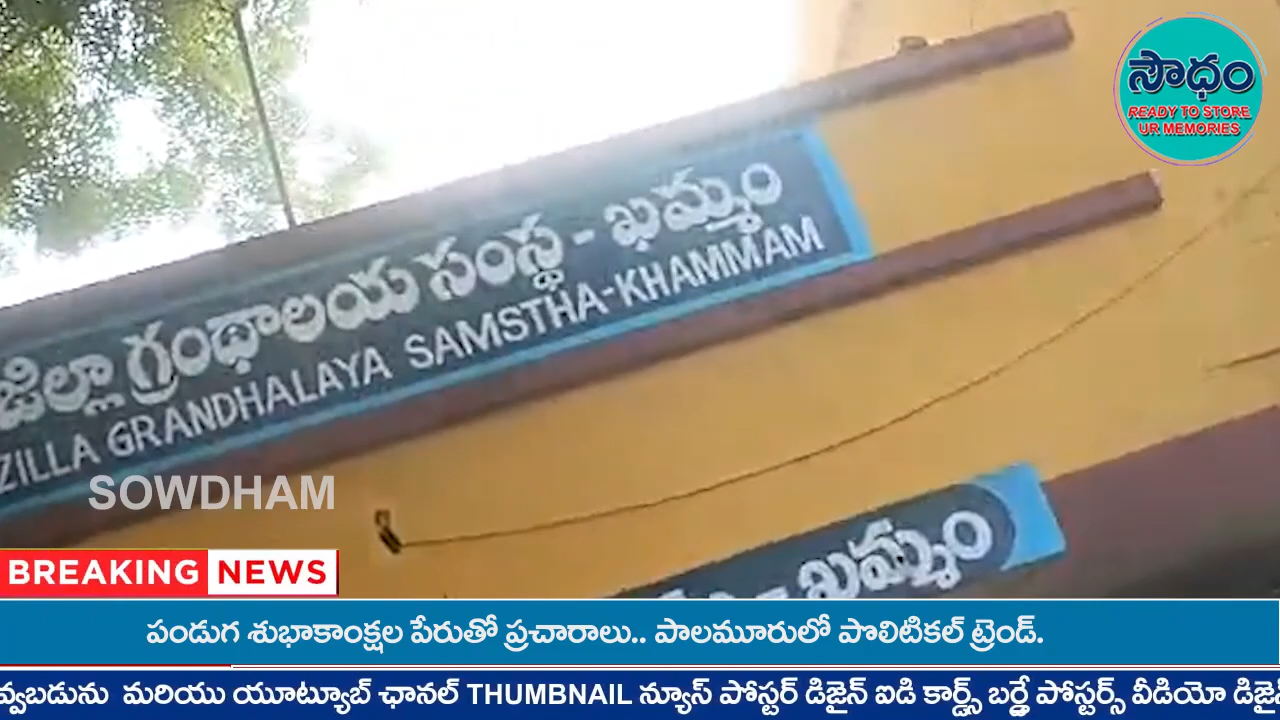 సౌధం
READY TO STORE
UR MEMORIES
జిల్లా గ్రంథాలయ సంస్థ - ఖమ్మం
ZILLA GRANDHALAYA SAMSTHA-KHAMMAM
SOWDHAM
ఖమ్మం
BREAKING NEWS
పండుగ శుభాకాంక్షల పేరుతో ప్రచారాలు.. పాలమూరులో పొలిటికల్ ట్రెండ్.
వ్వబడును మరియు యూట్యూబ్ ఛానల్ THUMBNAIL న్యూస్ పోస్టర్ డిజైన్ ఐడి కార్డ్స్ బర్త్డే పోస్టర్స్ వీడియో డిజైన్